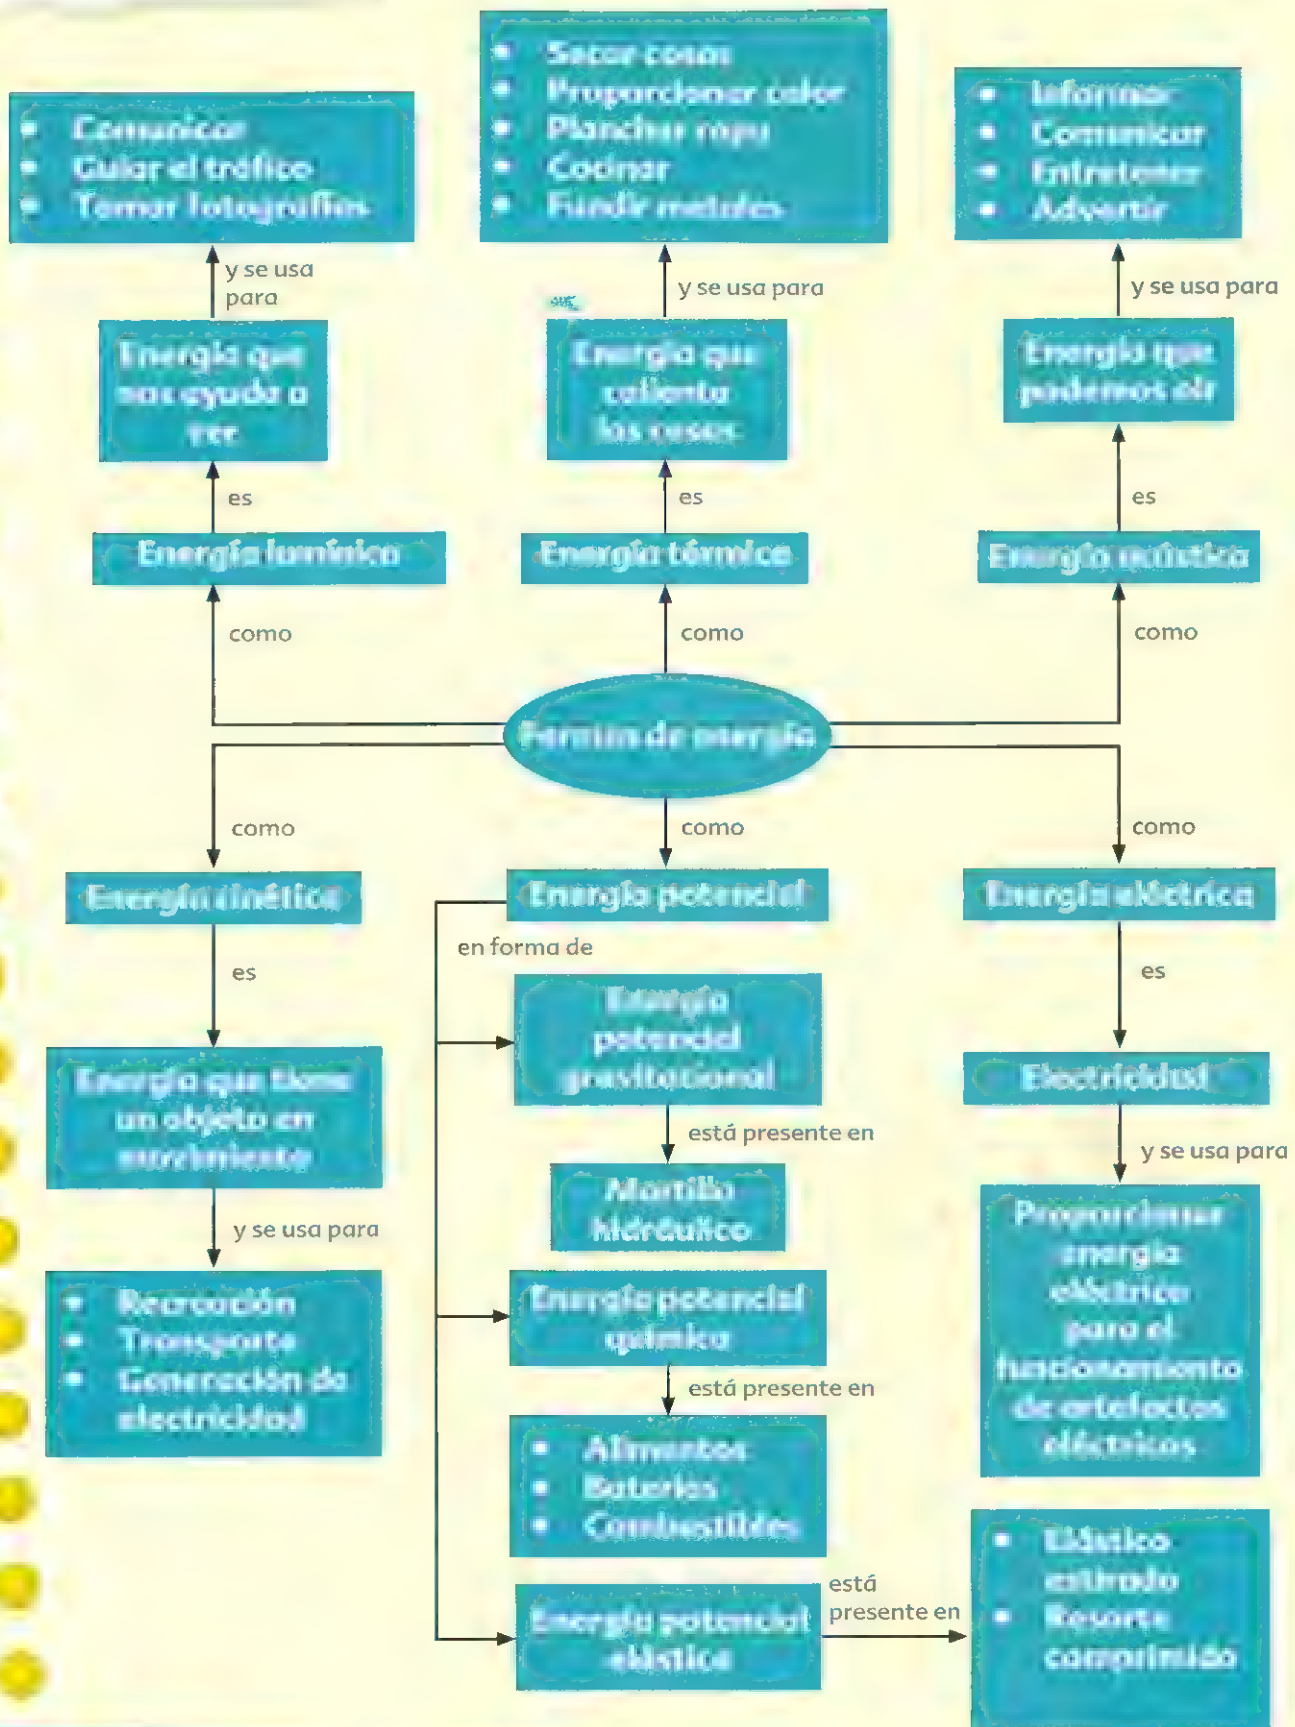 • Secar cosas
• Proporcionar calor
• Planchar ropa
• Cocinar
• Fundir metales
• Comunicar
• Guiar el tráfico
• Tomar fotografías
• Informar
• Comunicar
• Entretener
• Advertir
y se usa
para
y se usa para
y se usa para
Energía que
nos ayuda a
ver
Energía que
calienta
las cosas
Energía que
podemos oír
es
es
es
Energía lumínica
Energía térmica
Energía acústica
como
como
como
Formas de energía
como
como
como
Energía cinética
Energía potencial
Energía eléctrica
en forma de
es
es
Energía
potencial
gravitacional
Energía que tiene
un objeto en
movimiento
Electricidad
está presente en
y se usa para
Martillo
hidráulico
y se usa para
Proporcionar
energía
eléctrica
para el
funcionamiento
de artefactos
eléctricos
• Recreación
• Transporte
• Generación de
electricidad
Energía potencial
química
está presente en
• Alimentos
• Baterías
• Combustibles
Energía potencial
elástica
está
presente en
• Elástico
estirado
• Resorte
comprimido